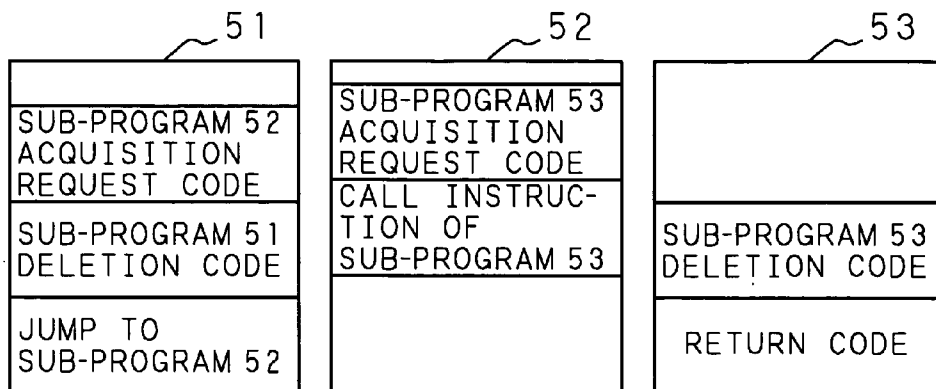 51
SUB-PROGRAM 52
ACQUISITION
REQUEST CODE
SUB-PROGRAM 51
DELETION CODE
JUMP TO
SUB-PROGRAM 52
52
SUB-PROGRAM 53
ACQUISITION
REQUEST CODE
CALL INSTRUC-
TION OF
SUB-PROGRAM 53
53
SUB-PROGRAM 53
DELETION CODE
RETURN CODE